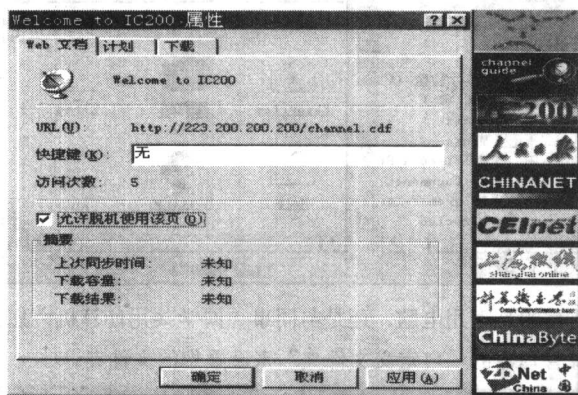 Welcome to IC200 属性
Web 文档
计划
下载
Welcome to IC200
URL(U): http://223.200.200.200/channel.cdf
快捷键(K): 无
访问次数: 5
允许脱机使用该页(O)
摘要
上次同步时间: 未知
下载容量: 未知
下载结果: 未知
确定
取消
应用(A)
channel guide
200
人民日报
CHINANET
CEInet
上海热线
shanghai online
计算机世界
ChinaByte
ZDNet China 中国